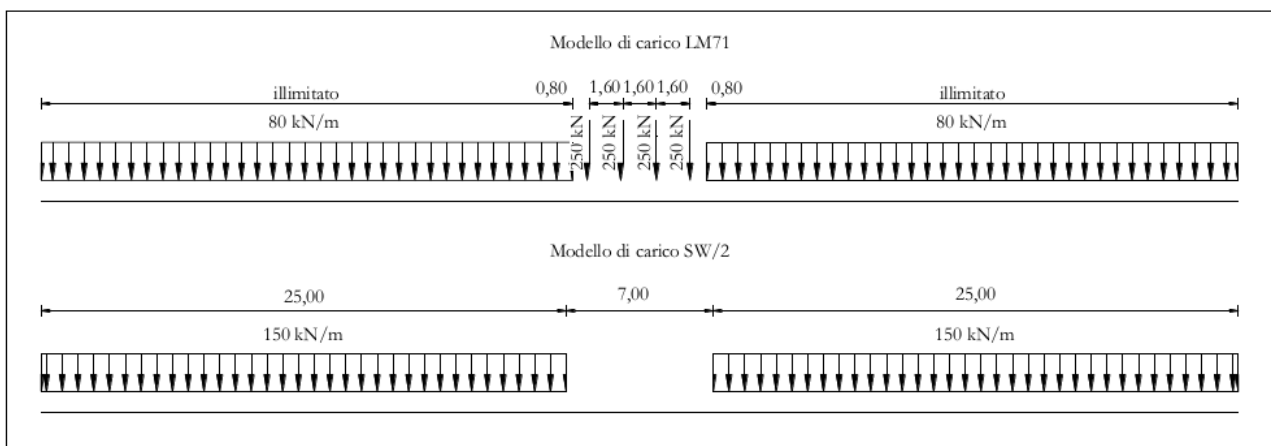 Modello di carico LM71
illimitato 0,80 1,60 1,60 1,60 0,80 illimitato
80 kN/m 250 kN 250 kN 250 kN 250 kN 80 kN/m
Modello di carico SW/2
25,00 7,00 25,00
150 kN/m 150 kN/m